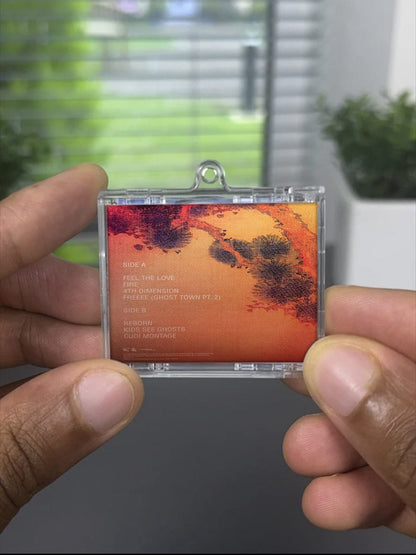 SIDE A
FEEL THE LOVE
FIRE
4TH DIMENSION
FREEEE (GHOST TOWN PT. 2)
SIDE B
REBORN
KIDS SEE GHOSTS
CUDI MONTAGE